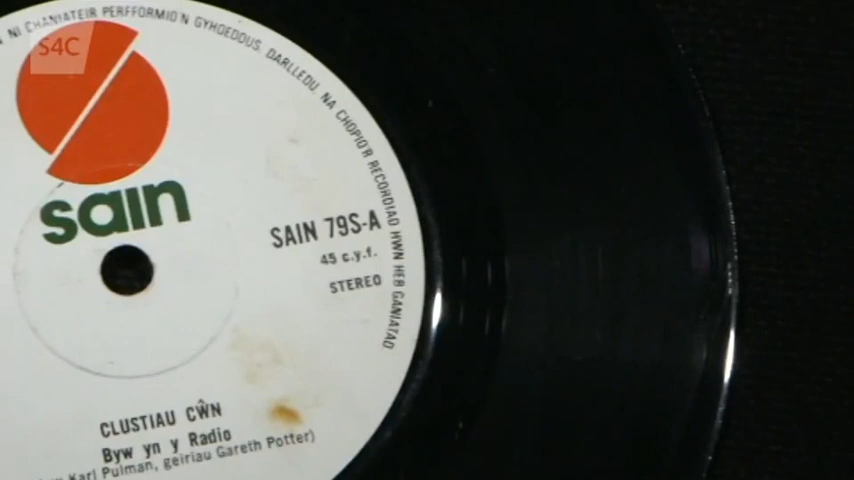 NI CHANIATEIR PERFFORMIO'N GYHOEDDUS, DARLLEDU, NA CHOPIO'R RECORDIAD HWN HEB GANIATAD
S4C
sain
SAIN 79S-A
45 c.y.f.
STEREO
CLUSTIAU CŴN
Byw yn y Radio
Karl Pulman, geiriau Gareth Potter)